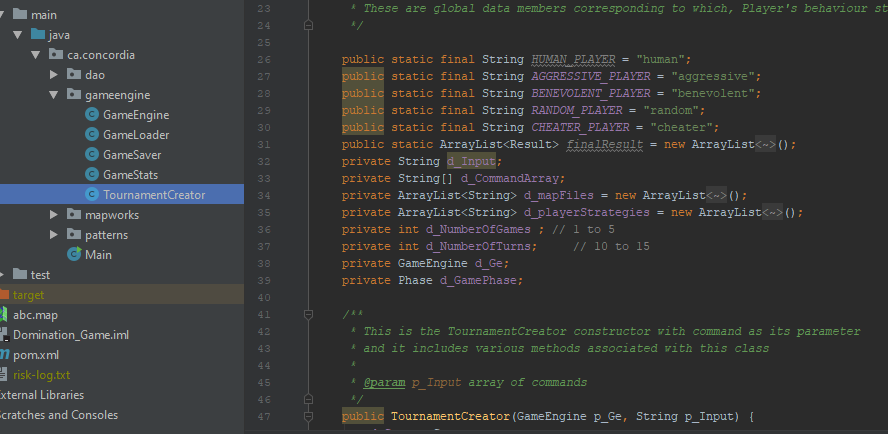 main
java
ca.concordia
dao
gameengine
GameEngine
GameLoader
GameSaver
GameStats
TournamentCreator
mapworks
patterns
Main
test
target
abc.map
Domination_Game.iml
pom.xml
risk-log.txt
xternal Libraries
cratches and Consoles
23 * These are global data members corresponding to which, Player's behaviour st
24 */
25
26 public static final String HUMAN_PLAYER = "human";
27 public static final String AGGRESSIVE_PLAYER = "aggressive";
28 public static final String BENEVOLENT_PLAYER = "benevolent";
29 public static final String RANDOM_PLAYER = "random";
30 public static final String CHEATER_PLAYER = "cheater";
31 public static ArrayList<Result> finalResult = new ArrayList<~>();
32 private String d_Input;
33 private String[] d_CommandArray;
34 private ArrayList<String> d_mapFiles = new ArrayList<~>();
35 private ArrayList<String> d_playerStrategies = new ArrayList<~>();
36 private int d_NumberOfGames ; // 1 to 5
37 private int d_NumberOfTurns; // 10 to 15
38 private GameEngine d_Ge;
39 private Phase d_GamePhase;
40
41 /**
42 * This is the TournamentCreator constructor with command as its parameter
43 * and it includes various methods associated with this class
44 *
45 * @param p_Input array of commands
46 */
47 public TournamentCreator(GameEngine p_Ge, String p_Input) {